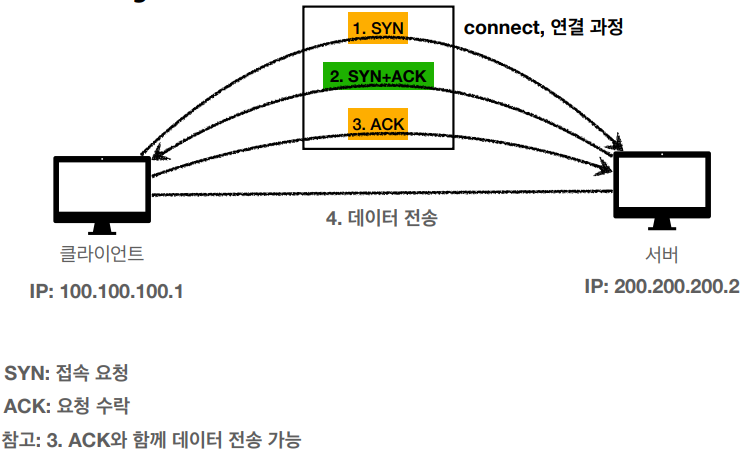 1. SYN
connect, 연결 과정
2. SYN+ACK
3. ACK
4. 데이터 전송
클라이언트
서버
IP: 100.100.100.1
IP: 200.200.200.2
SYN: 접속 요청
ACK: 요청 수락
참고: 3. ACK와 함께 데이터 전송 가능